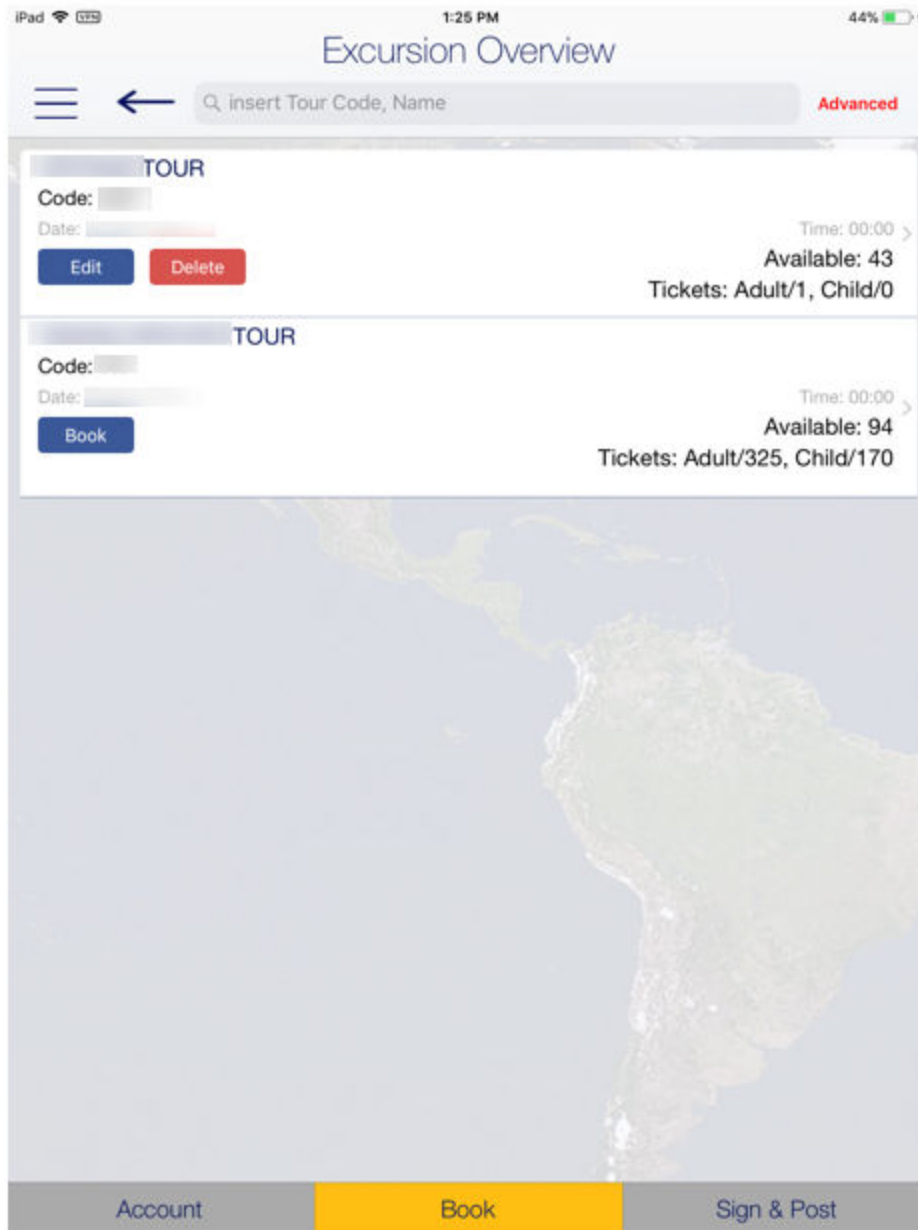 iPad VPN 1:25 PM 44%
Excursion Overview
insert Tour Code, Name Advanced
TOUR
Code:
Date: Time: 00:00
Edit Delete Available: 43
Tickets: Adult/1, Child/0
TOUR
Code:
Date: Time: 00:00
Book Available: 94
Tickets: Adult/325, Child/170
Account Book Sign & Post